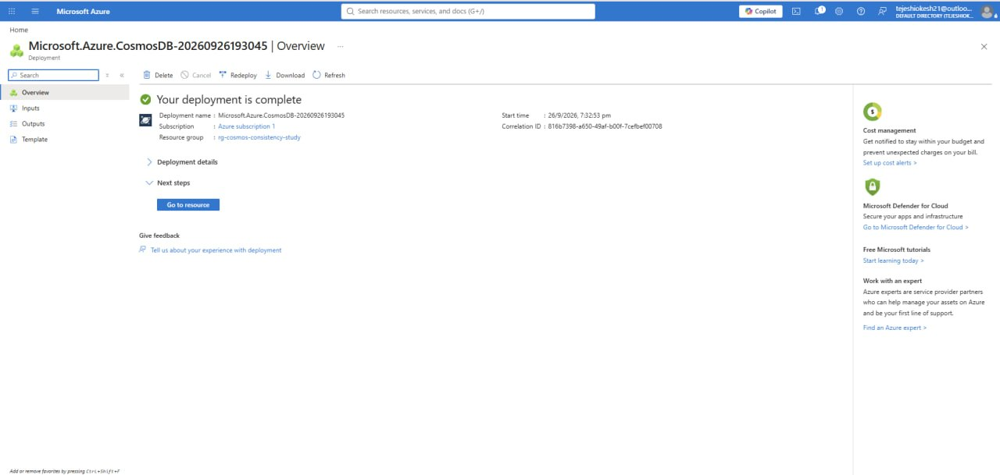 Microsoft Azure
Search resources, services, and docs (G+/)
Copilot
1
tejeshiokesh21@outloo...
DEFAULT DIRECTORY (TEJESHIOK...
Home
Microsoft.Azure.CosmosDB-20260926193045 | Overview ...
Deployment
Search
Delete
Cancel
Redeploy
Download
Refresh
Overview
Inputs
Outputs
Template
Your deployment is complete
Deployment name : Microsoft.Azure.CosmosDB-20260926193045
Subscription : Azure subscription 1
Resource group : rg-cosmos-consistency-study
Start time : 26/9/2026, 7:32:53 pm
Correlation ID : 816b7398-a650-49af-b00f-7cefbef00708
Deployment details
Next steps
Go to resource
Give feedback
Tell us about your experience with deployment
Cost management
Get notified to stay within your budget and
prevent unexpected charges on your bill.
Set up cost alerts >
Microsoft Defender for Cloud
Secure your apps and infrastructure
Go to Microsoft Defender for Cloud >
Free Microsoft tutorials
Start learning today >
Work with an expert
Azure experts are service provider partners
who can help manage your assets on Azure
and be your first line of support.
Find an Azure expert >
Add or remove favorites by pressing Ctrl+Shift+F